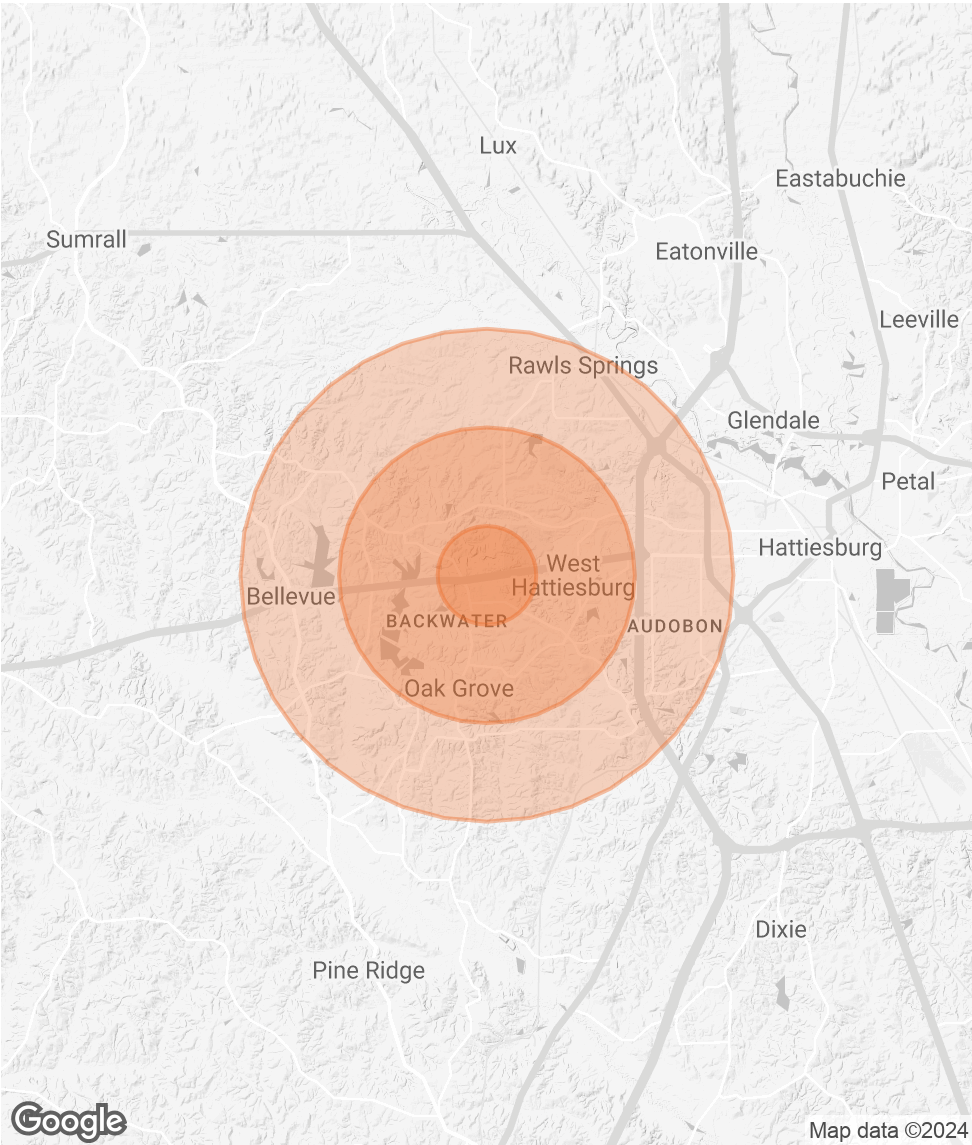 Lux
Eastabuchie
Sumrall
Eatonville
Leeville
Rawls Springs
Glendale
Petal
Hattiesburg
West
Hattiesburg
Bellevue
BACKWATER
AUDOBON
Oak Grove
Dixie
Pine Ridge
Google
Map data ©2024